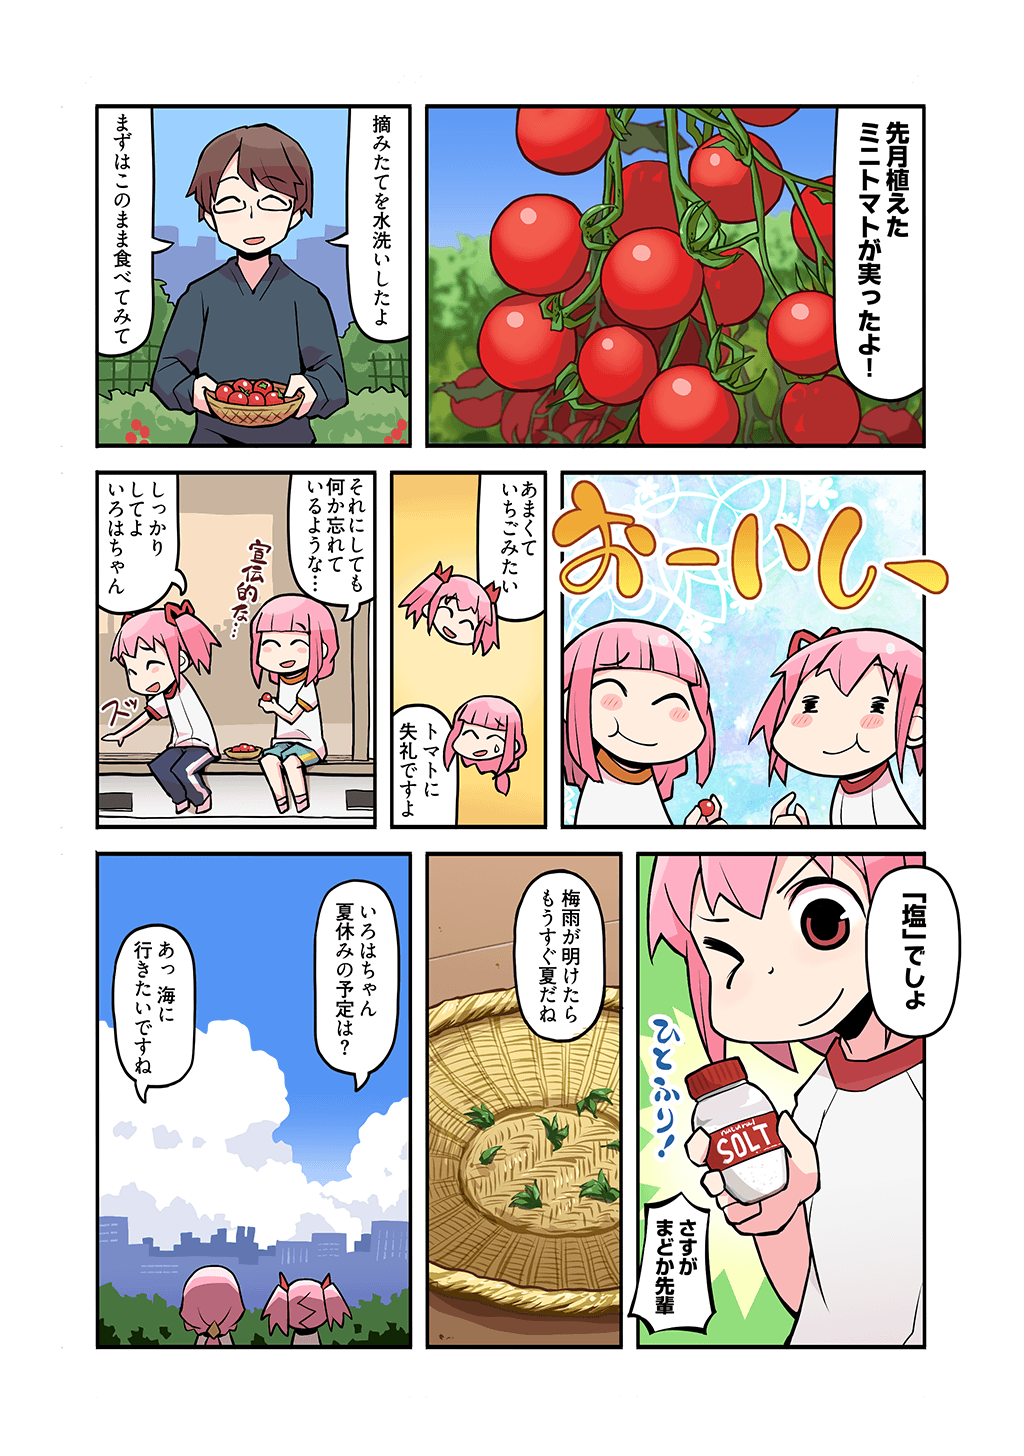 先月植えた
ミニトマトが実ったよ！
摘みたてを水洗いしたよ
まずはこのまま食べてみて
おーいしー
あまくて
いちごみたい
トマトに
失礼ですよ
それにしても
何か忘れて
いるような…
宣伝的な…
しっかり
してよ
いろはちゃん
ズッ
「塩」でしょ
ひとふり！
natural
SOLT
さすが
まどか先輩
梅雨が明けたら
もうすぐ夏だね
いろはちゃん
夏休みの予定は？
あっ 海に
行きたいですね